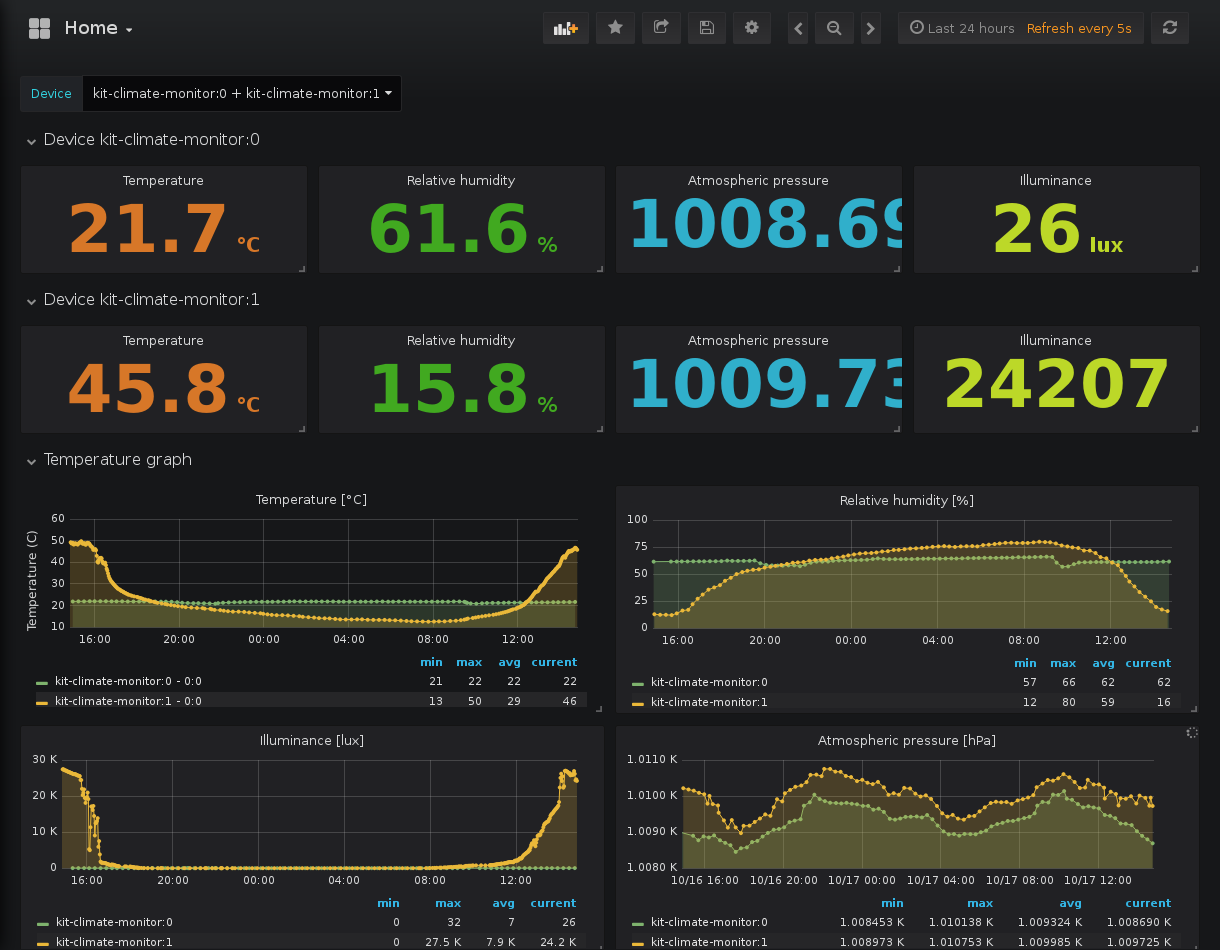 Home
Last 24 hours Refresh every 5s
Device kit-climate-monitor:0 + kit-climate-monitor:1
Device kit-climate-monitor:0
Temperature Relative humidity Atmospheric pressure Illuminance
21.7 °C 61.6 % 1008.69 26 lux
Device kit-climate-monitor:1
Temperature Relative humidity Atmospheric pressure Illuminance
45.8 °C 15.8 % 1009.73 24207
Temperature graph
Temperature [°C]
Temperature (C)
60
50
40
30
20
10
16:00 20:00 00:00 04:00 08:00 12:00
min max avg current
kit-climate-monitor:0 - 0:0 21 22 22 22
kit-climate-monitor:1 - 0:0 13 50 29 46
Relative humidity [%]
100
75
50
25
0
16:00 20:00 00:00 04:00 08:00 12:00
min max avg current
kit-climate-monitor:0 57 66 62 62
kit-climate-monitor:1 12 80 59 16
Illuminance [lux]
30 K
20 K
10 K
0
16:00 20:00 00:00 04:00 08:00 12:00
min max avg current
kit-climate-monitor:0 0 32 7 26
kit-climate-monitor:1 0 27.5 K 7.9 K 24.2 K
Atmospheric pressure [hPa]
1.0110 K
1.0100 K
1.0090 K
1.0080 K
10/16 16:00 10/16 20:00 10/17 00:00 10/17 04:00 10/17 08:00 10/17 12:00
min max avg current
kit-climate-monitor:0 1.008453 K 1.010138 K 1.009324 K 1.008690 K
kit-climate-monitor:1 1.008973 K 1.010753 K 1.009985 K 1.009725 K